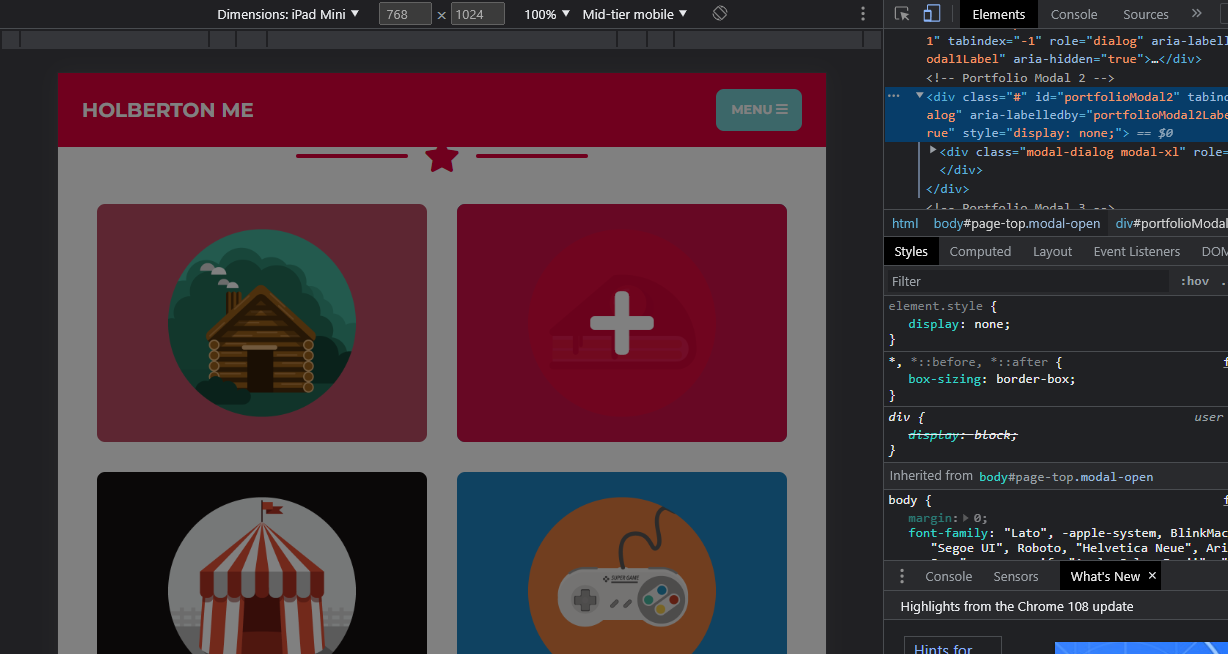 Dimensions: iPad Mini ▼ 768 × 1024 100% ▼ Mid-tier mobile ▼
Elements Console Sources »
1" tabindex="-1" role="dialog" aria-labell
odal1Label" aria-hidden="true">…</div>
<!-- Portfolio Modal 2 -->
<div class="#" id="portfolioModal2" tabind
alog" aria-labelledby="portfolioModal2Labe
rue" style="display: none;"> == $0
<div class="modal-dialog modal-xl" role=
</div>
</div>
<!-- Portfolio Modal 3 -->
html body#page-top.modal-open div#portfolioModal
Styles Computed Layout Event Listeners DOM
Filter :hov .
element.style {
display: none;
}
*, *::before, *::after {
box-sizing: border-box;
}
div { user
display: block;
}
Inherited from body#page-top.modal-open
body {
margin: 0;
font-family: "Lato", -apple-system, BlinkMac
"Segoe UI", Roboto, "Helvetica Neue", Ari
Console Sensors What's New ×
Highlights from the Chrome 108 update
Hints for
HOLBERTON ME
MENU
SUPER GAME